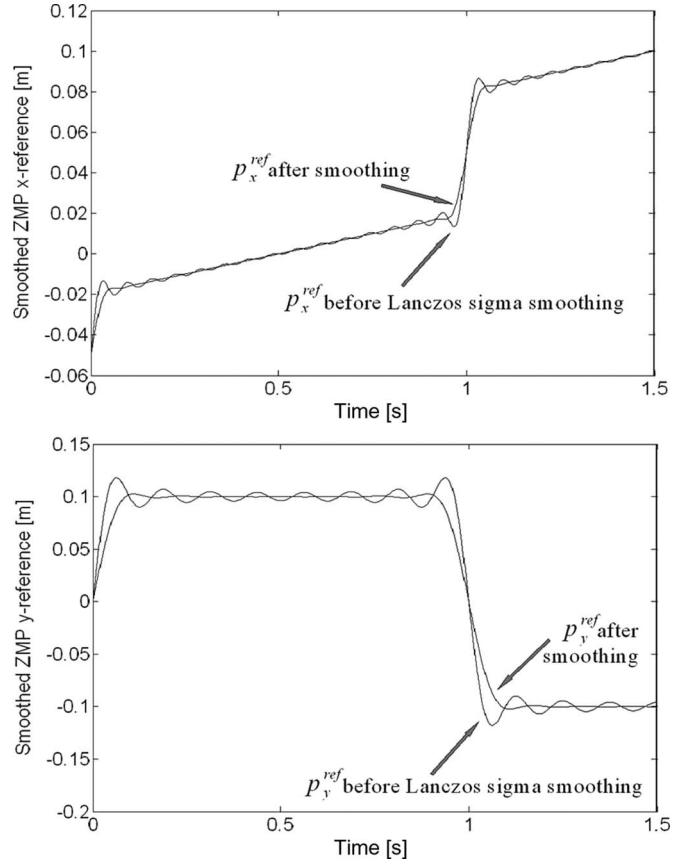 0.12
0.1
0.08
0.06
0.04
0.02
0
-0.02
-0.04
-0.06
Smoothed ZMP x-reference [m]
p_x^ref after smoothing
p_x^ref before Lanczos sigma smoothing
0 0.5 1 1.5
Time [s]
0.15
0.1
0.05
0
-0.05
-0.1
-0.15
-0.2
Smoothed ZMP y-reference [m]
p_y^ref after
smoothing
p_y^ref before Lanczos sigma smoothing
0 0.5 1 1.5
Time [s]